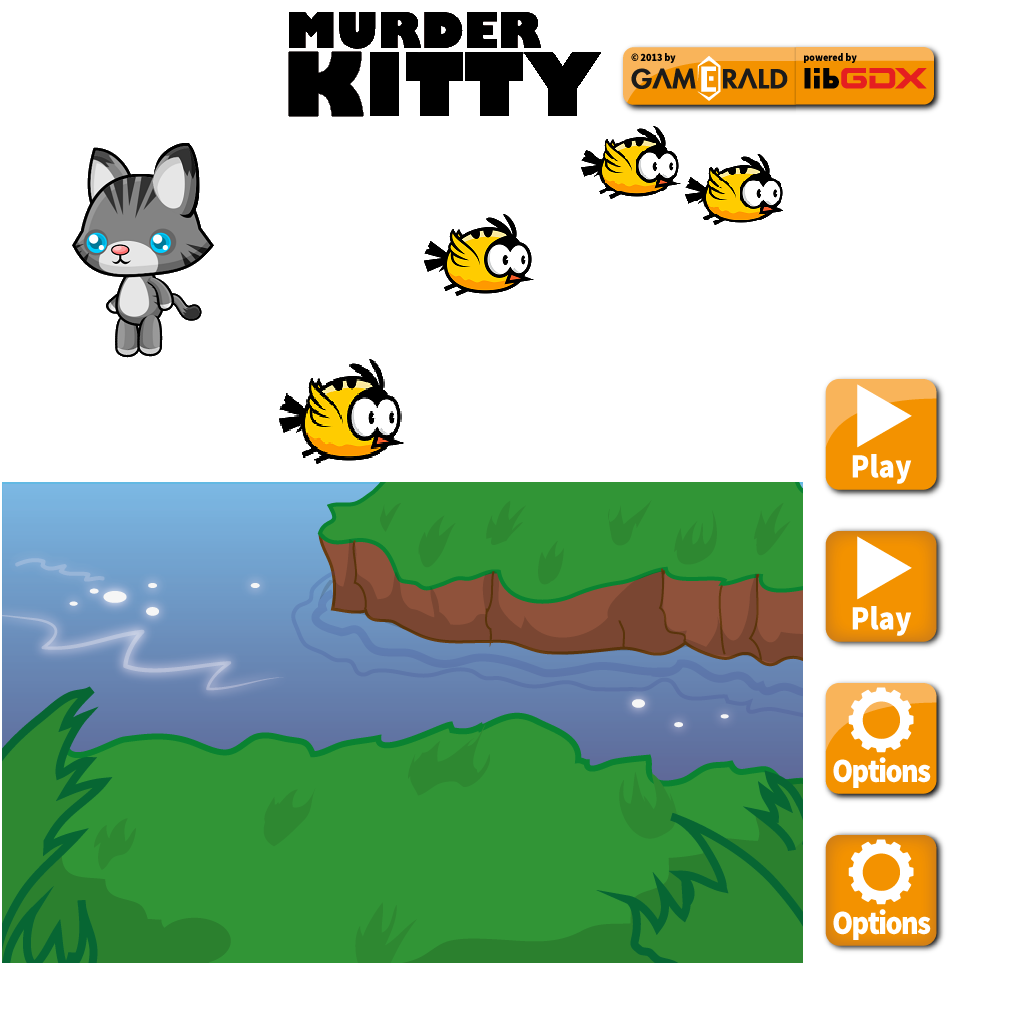 MURDER
KITTY
© 2013 by
GAMERALD
powered by
libGDX
Play
Play
Options
Options